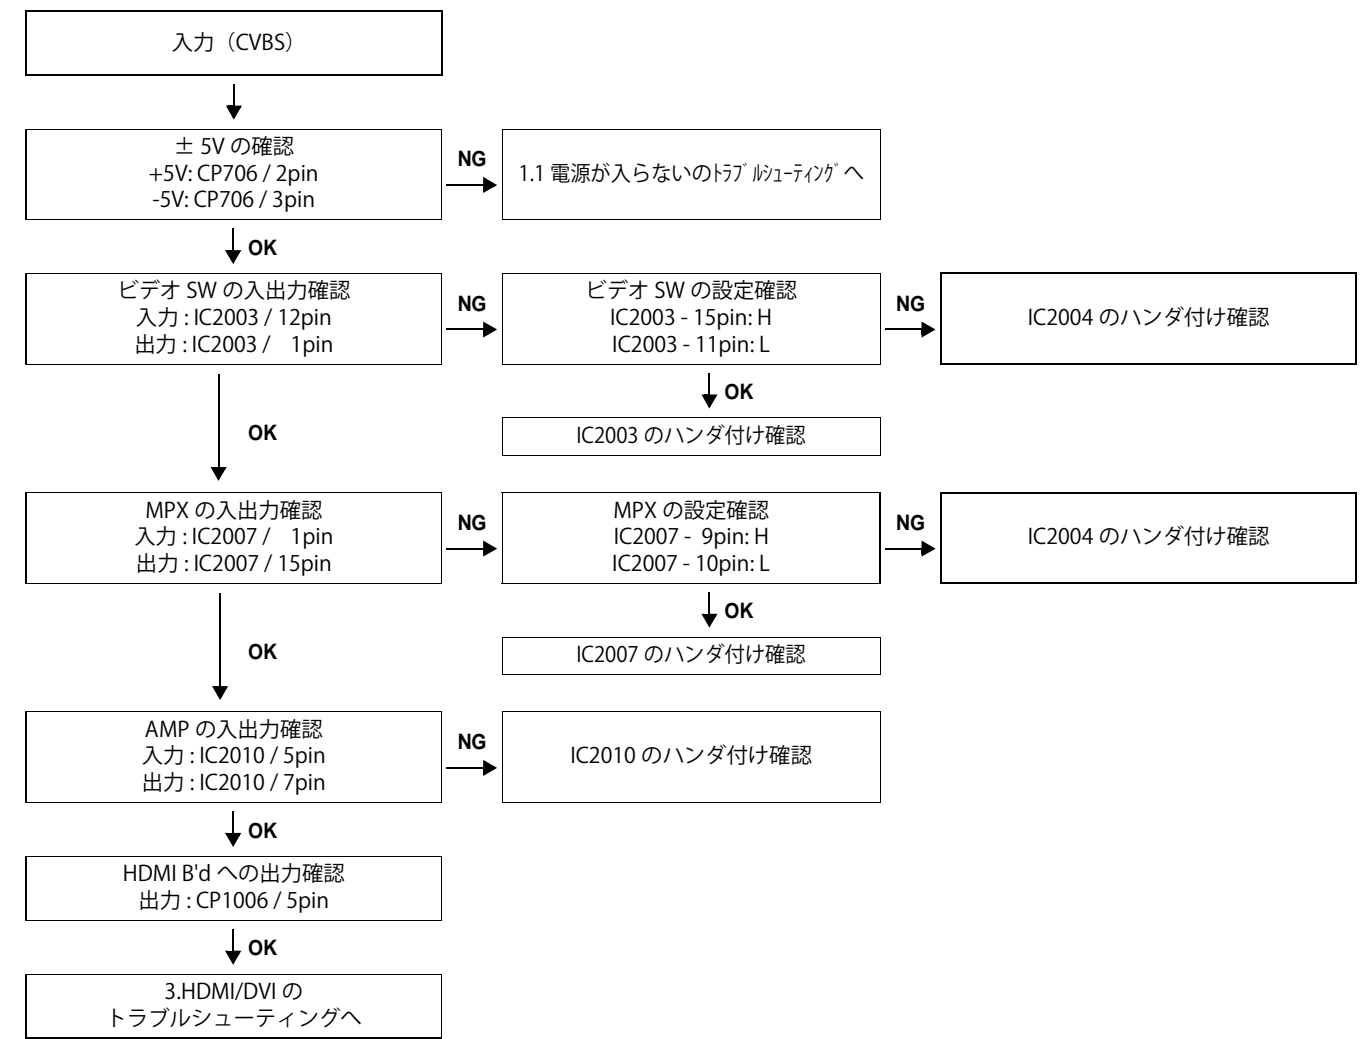 入力（CVBS）
± 5V の確認
+5V: CP706 / 2pin
-5V: CP706 / 3pin
NG
1.1 電源が入らないのﾄﾗﾌﾞﾙｼｭｰﾃｨﾝｸﾞへ
OK
ビデオ SW の入出力確認
入力 : IC2003 / 12pin
出力 : IC2003 / 1pin
NG
ビデオ SW の設定確認
IC2003 - 15pin: H
IC2003 - 11pin: L
NG
IC2004 のハンダ付け確認
OK
IC2003 のハンダ付け確認
OK
MPX の入出力確認
入力 : IC2007 / 1pin
出力 : IC2007 / 15pin
NG
MPX の設定確認
IC2007 - 9pin: H
IC2007 - 10pin: L
NG
IC2004 のハンダ付け確認
OK
IC2007 のハンダ付け確認
OK
AMP の入出力確認
入力 : IC2010 / 5pin
出力 : IC2010 / 7pin
NG
IC2010 のハンダ付け確認
OK
HDMI B'd への出力確認
出力 : CP1006 / 5pin
OK
3.HDMI/DVI の
トラブルシューティングへ